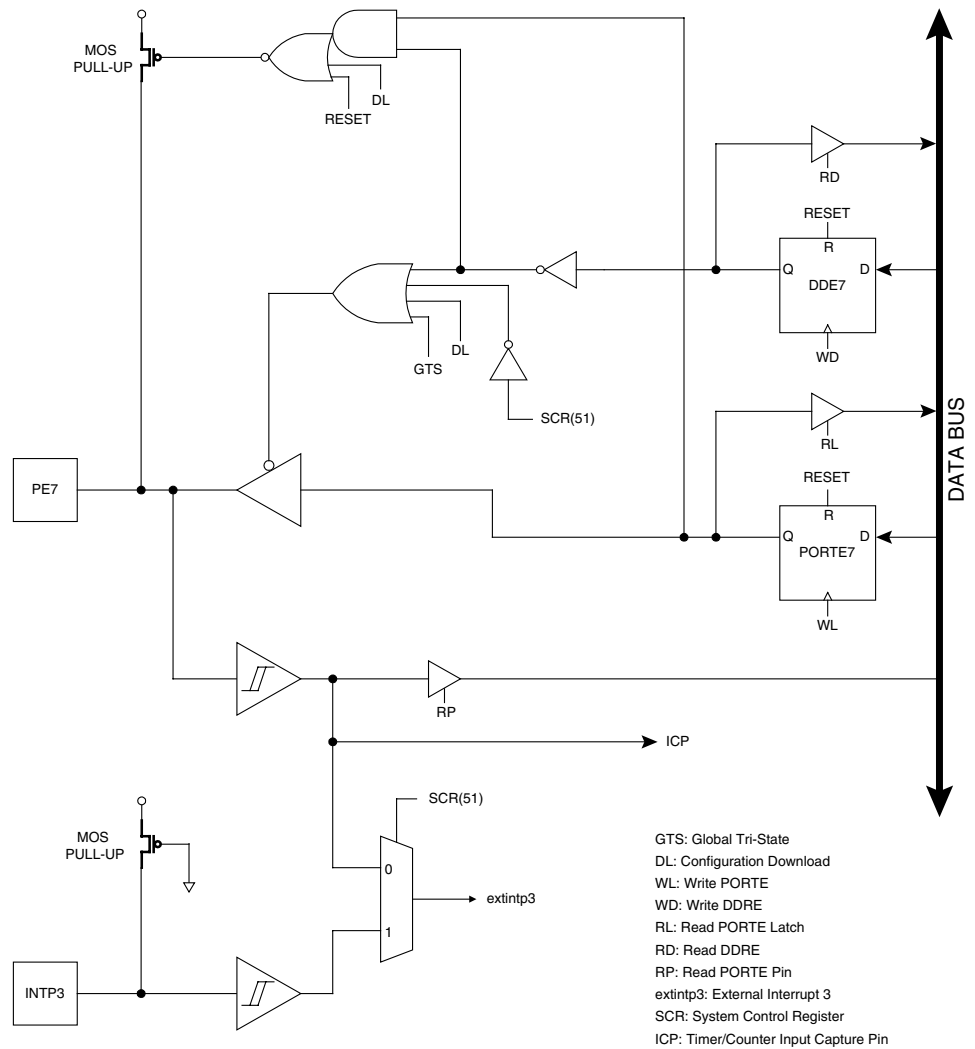 MOS
PULL-UP
DL
RESET
RD
RESET
R
Q
D
DDE7
WD
DL
GTS
SCR(51)
RL
RESET
R
Q
D
PORTE7
WL
PE7
DATA BUS
RP
ICP
SCR(51)
MOS
PULL-UP
0
1
extintp3
INTP3
GTS: Global Tri-State
DL: Configuration Download
WL: Write PORTE
WD: Write DDRE
RL: Read PORTE Latch
RD: Read DDRE
RP: Read PORTE Pin
extintp3: External Interrupt 3
SCR: System Control Register
ICP: Timer/Counter Input Capture Pin